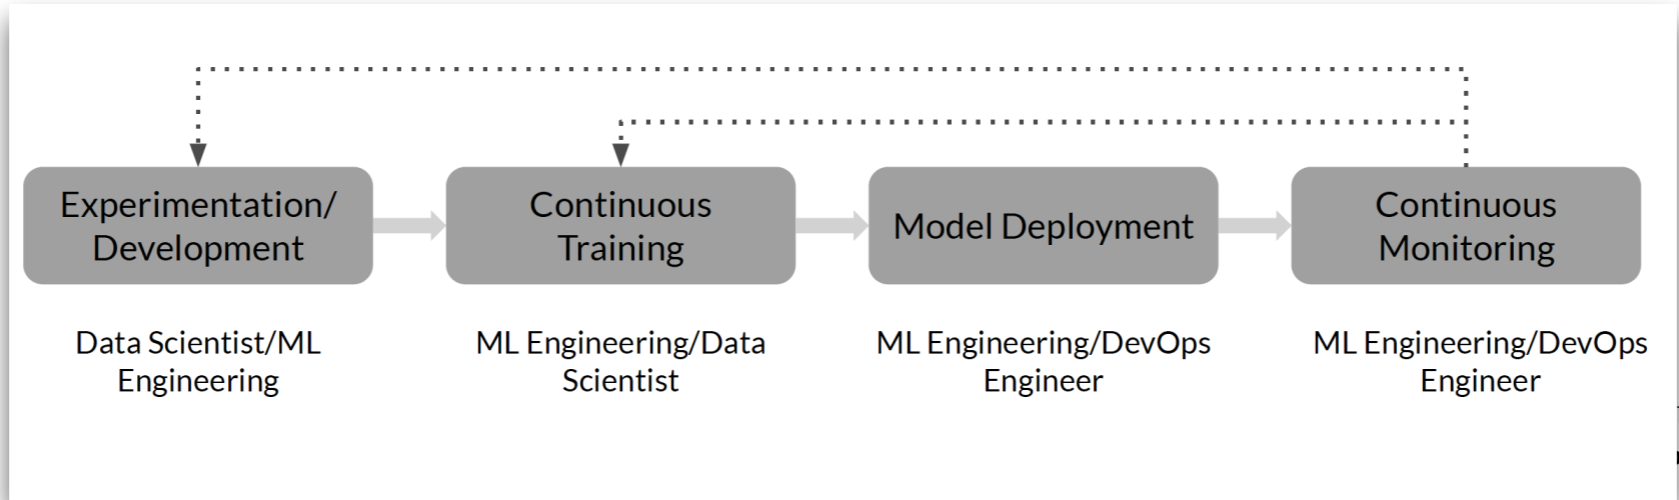 Experimentation/
Development
Continuous
Training
Model Deployment
Continuous
Monitoring
Data Scientist/ML
Engineering
ML Engineering/Data
Scientist
ML Engineering/DevOps
Engineer
ML Engineering/DevOps
Engineer